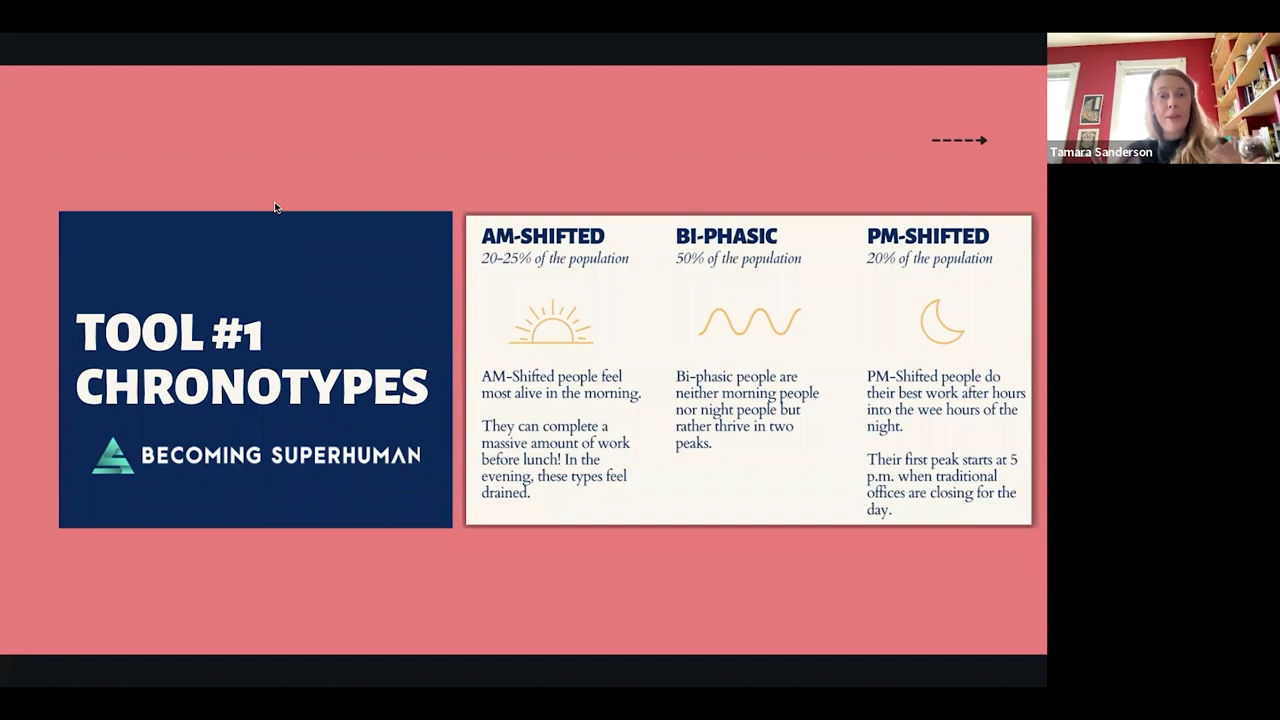 Tamara Sanderson
TOOL #1
CHRONOTYPES
BECOMING SUPERHUMAN
AM-SHIFTED
20-25% of the population
AM-Shifted people feel
most alive in the morning.
They can complete a
massive amount of work
before lunch! In the
evening, these types feel
drained.
BI-PHASIC
50% of the population
Bi-phasic people are
neither morning people
nor night people but
rather thrive in two
peaks.
PM-SHIFTED
20% of the population
PM-Shifted people do
their best work after hours
into the wee hours of the
night.
Their first peak starts at 5
p.m. when traditional
offices are closing for the
day.